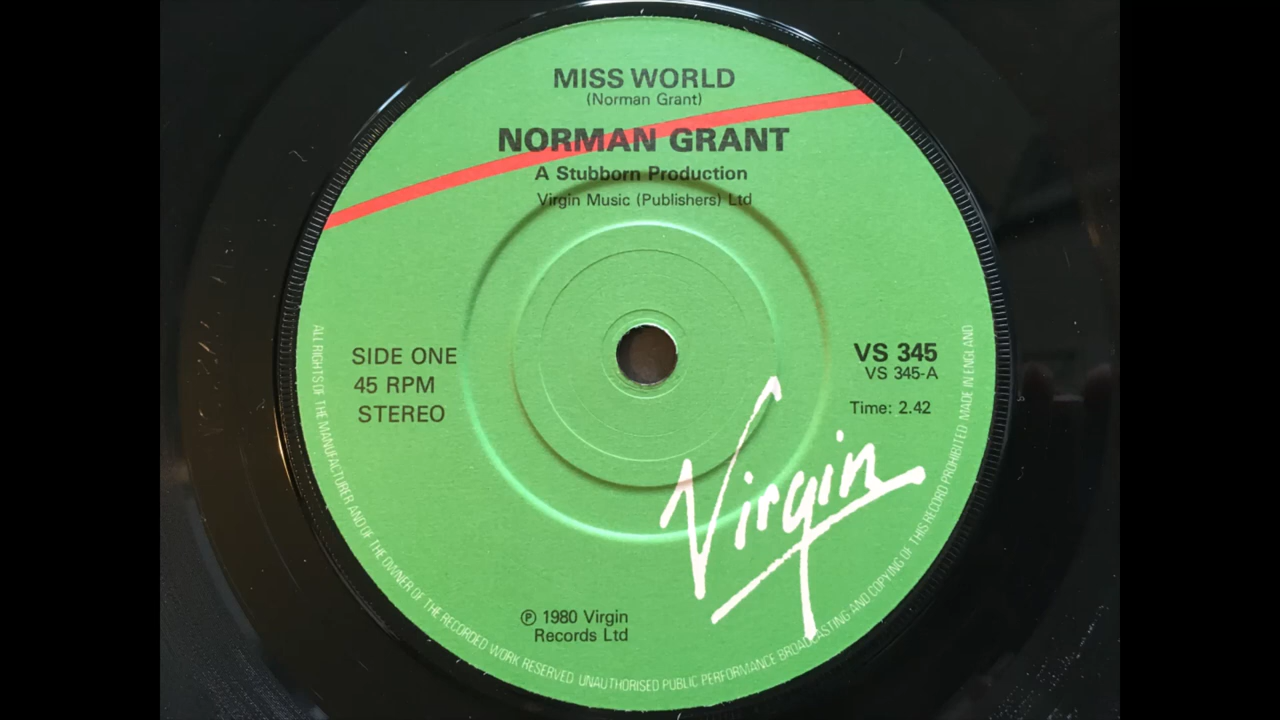 MISS WORLD
(Norman Grant)
NORMAN GRANT
A Stubborn Production
Virgin Music (Publishers) Ltd
SIDE ONE
45 RPM
STEREO
VS 345
VS 345-A
Time: 2.42
Virgin
℗ 1980 Virgin
Records Ltd
ALL RIGHTS OF THE MANUFACTURER AND OF THE OWNER OF THE RECORDED WORK RESERVED UNAUTHORISED PUBLIC PERFORMANCE BROADCASTING AND COPYING OF THIS RECORD PROHIBITED MADE IN ENGLAND